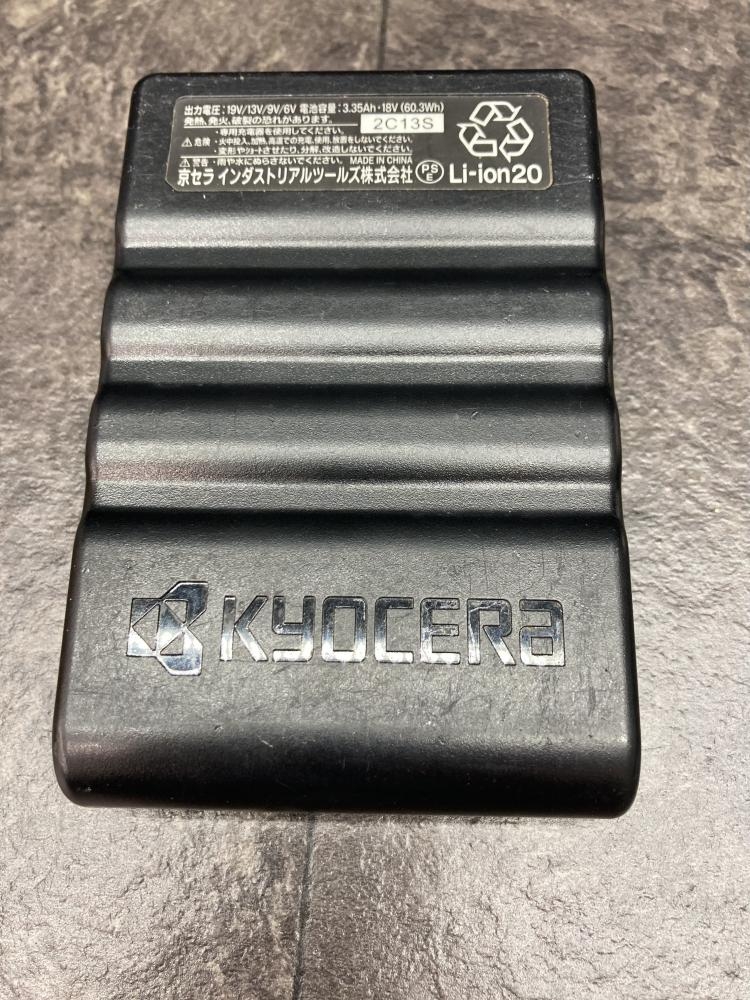 出力電圧：19V/13V/9V/6V 電池容量：3.35Ah・18V (60.3Wh)
発熱、発火、破裂の恐れがあります。
2C13S
・専用充電器を使用してください。
⚠危険・火中投入、加熱、高温での充電、使用、放置をしないでください。
・変形やショートさせたり、分解、改造しないでください。
⚠警告・雨や水にぬらさないでください。 MADE IN CHINA
京セラ インダストリアルツールズ株式会社 PSE Li-ion20
KYOCERA